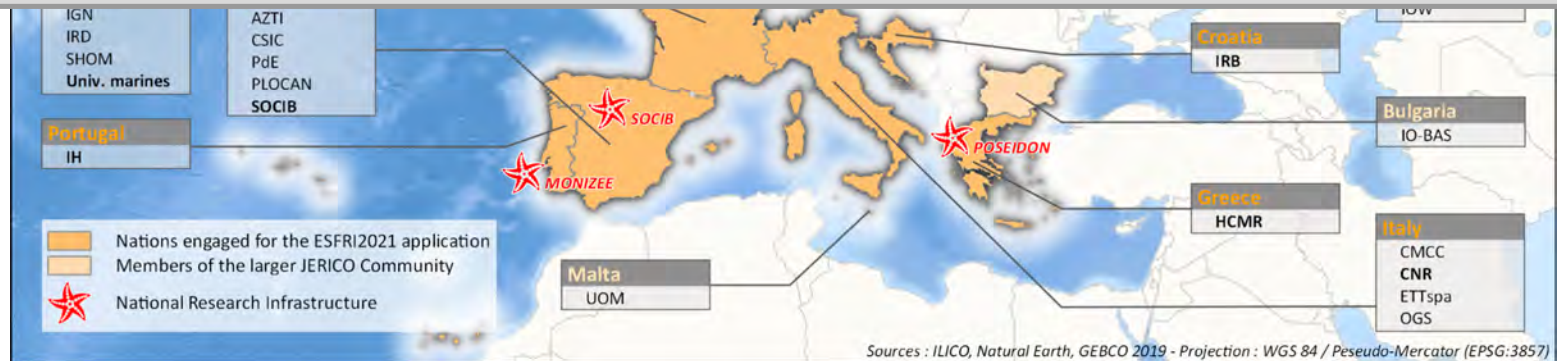 IGN
IRD
SHOM
Univ. marines
AZTI
CSIC
PdE
PLOCAN
SOCIB
Portugal
IH
SOCIB
MONIZEE
POSEIDON
Croatia
IRB
IOW
Bulgaria
IO-BAS
Greece
HCMR
Italy
CMCC
CNR
ETTspa
OGS
Malta
UOM
Nations engaged for the ESFRI2021 application
Members of the larger JERICO Community
National Research Infrastructure
Sources : ILICO, Natural Earth, GEBCO 2019 - Projection : WGS 84 / Peseudo-Mercator (EPSG:3857)